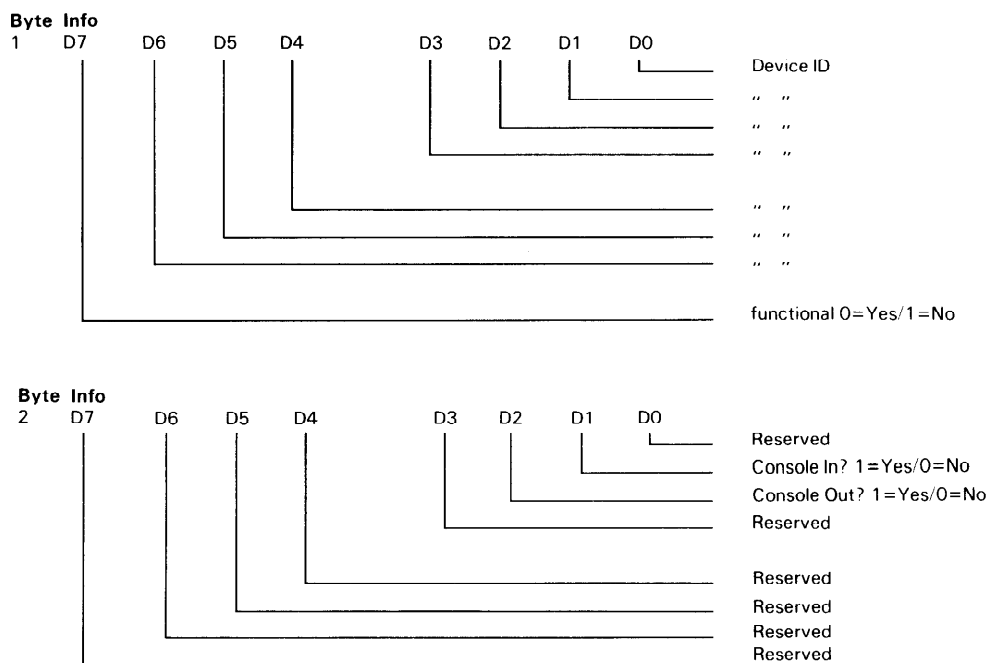 Byte Info
1 D7 D6 D5 D4 D3 D2 D1 D0
Device ID
" "
" "
" "
" "
" "
" "
functional 0=Yes/1=No
Byte Info
2 D7 D6 D5 D4 D3 D2 D1 D0
Reserved
Console In? 1=Yes/0=No
Console Out? 1=Yes/0=No
Reserved
Reserved
Reserved
Reserved
Reserved